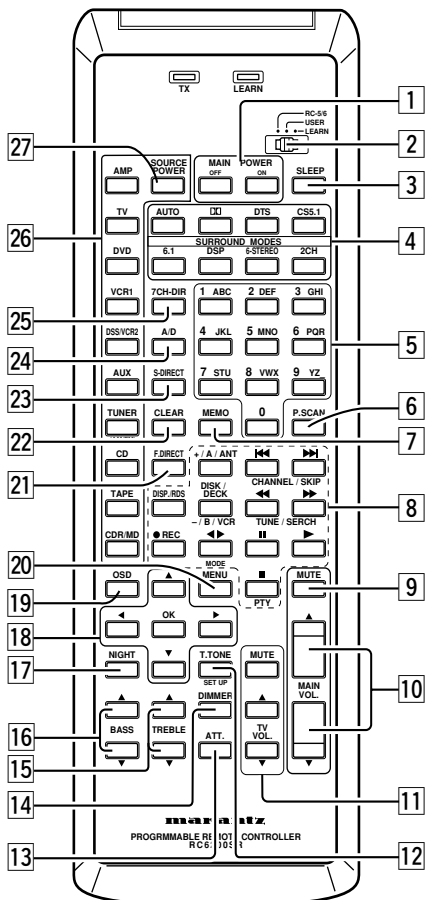 TX LEARN
RC-5/6
USER
LEARN
1
2
27
SOURCE
POWER
MAIN POWER
OFF ON
AMP
SLEEP
3
26
TV
AUTO
DTS
CS5.1
SURROUND MODES
4
DVD
6.1
DSP
6-STEREO
2CH
VCR1
7CH-DIR
1 ABC
2 DEF
3 GHI
25
DSS/VCR2
A/D
4 JKL
5 MNO
6 PQR
5
24
AUX
S-DIRECT
7 STU
8 VWX
9 YZ
23
TUNER
CLEAR
MEMO
0
P.SCAN
6
22
7
CD
F.DIRECT
+ / A / ANT
CHANNEL / SKIP
21
TAPE
DISP./RDS
DISK /
DECK
8
– / B / VCR
TUNE / SERCH
CDR/MD
REC
MODE
20
OSD
MENU
PTY
MUTE
9
19
18
OK
17
NIGHT
T.TONE
SET UP
MUTE
MAIN
VOL.
10
16
BASS
TREBLE
DIMMER
TV
VOL.
15
ATT.
14
11
marantz
13
PROGRMMABLE REMOTE CONTROLLER
12